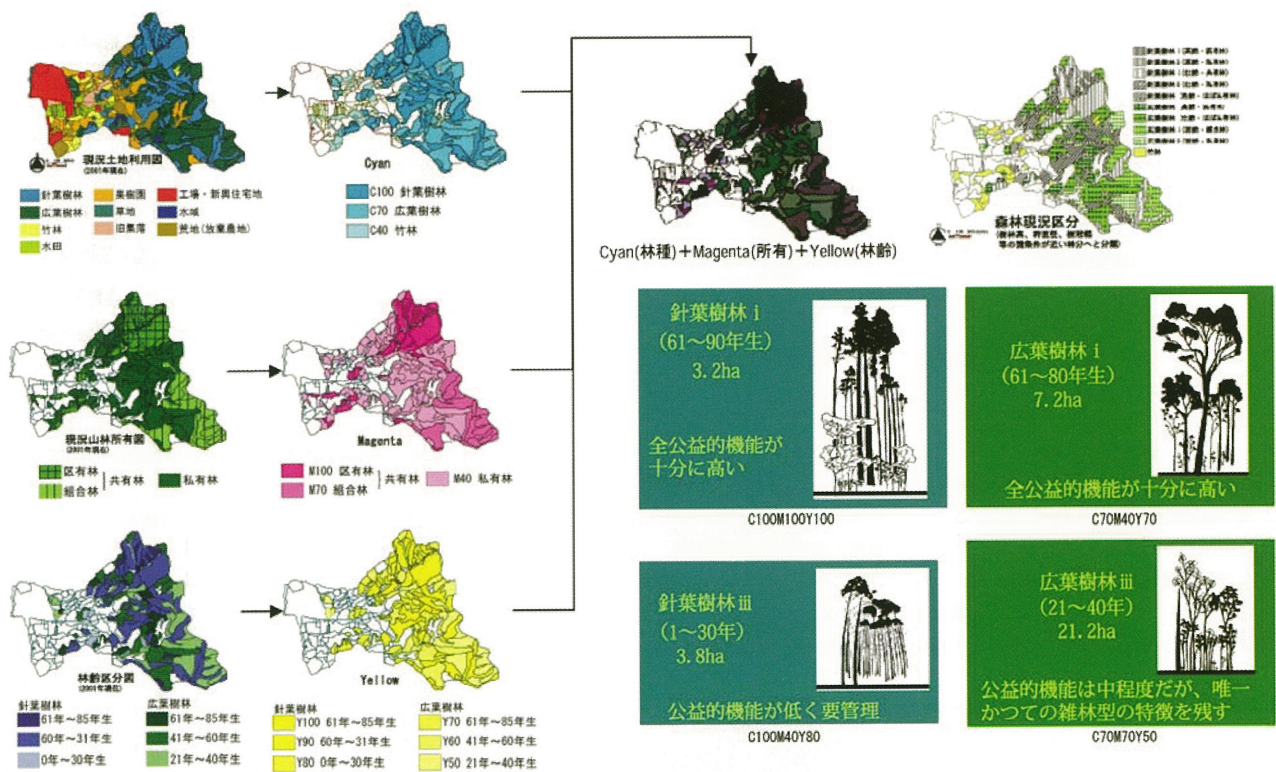 現況土地利用図
(2001年現在)
針葉樹林
広葉樹林
竹林
水田
果樹園
草地
旧集落
工場・新興住宅地
水域
荒地(放棄農地)
Cyan
C100 針葉樹林
C70 広葉樹林
C40 竹林
現況山林所有図
(2001年現在)
区有林
組合林
共有林
私有林
Magenta
M100 区有林
M70 組合林
共有林
M40 私有林
林齢区分図
(2001年現在)
針葉樹林
61年〜85年生
60年〜31年生
0年〜30年生
広葉樹林
61年〜85年生
41年〜60年生
21年〜40年生
Yellow
針葉樹林
Y100 61年〜85年生
Y90 60年〜31年生
Y80 0年〜30年生
広葉樹林
Y70 61年〜85年生
Y60 41年〜60年生
Y50 21年〜40年生
Cyan(林種)+Magenta(所有)+Yellow(林齢)
竹林
森林現況区分
針葉樹林ⅰ
(61〜90年生)
3.2ha
全公益的機能が
十分に高い
C100M100Y100
広葉樹林ⅰ
(61〜80年生)
7.2ha
全公益的機能が十分に高い
C70M40Y70
針葉樹林ⅲ
(1〜30年)
3.8ha
公益的機能が低く要管理
C100M40Y80
広葉樹林ⅲ
(21〜40年)
21.2ha
公益的機能は中程度だが、唯一
かつての雑林型の特徴を残す
C70M70Y50